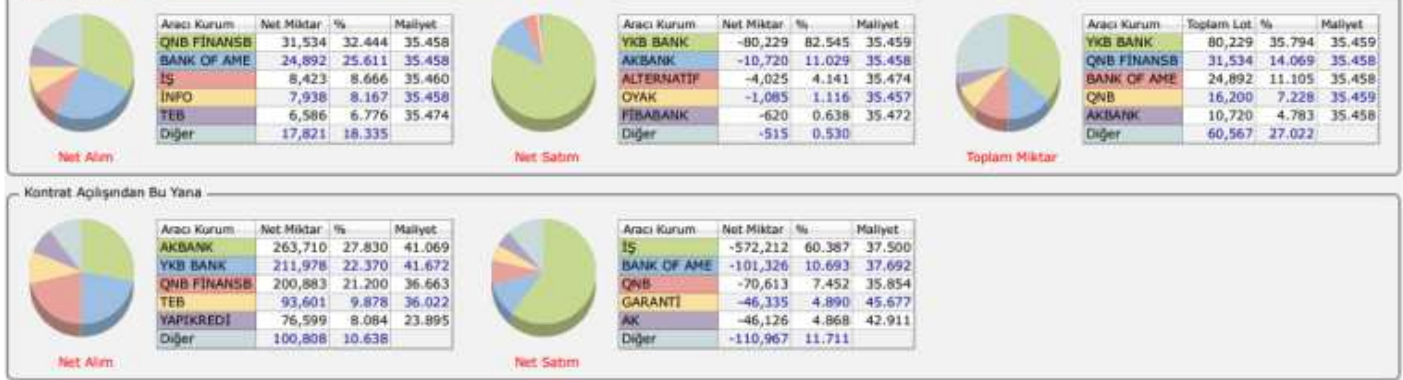 Aracı Kurum Net Miktar % Maliyet
QNB FİNANSB 31,534 32.444 35.458
BANK OF AME 24,892 25.611 35.458
İŞ 8,423 8.666 35.460
İNFO 7,938 8.167 35.458
TEB 6,586 6.776 35.474
Diğer 17,821 18.335
Net Alım
Aracı Kurum Net Miktar % Maliyet
YKB BANK -80,229 82.545 35.459
AKBANK -10,720 11.029 35.458
ALTERNATİF -4,025 4.141 35.474
OYAK -1,085 1.116 35.457
FİBABANK -620 0.638 35.472
Diğer -515 0.530
Net Satım
Aracı Kurum Toplam Lot % Maliyet
YKB BANK 80,229 35.794 35.459
QNB FİNANSB 31,534 14.069 35.458
BANK OF AME 24,892 11.105 35.458
QNB 16,200 7.228 35.459
AKBANK 10,720 4.783 35.458
Diğer 60,567 27.022
Toplam Miktar
Kontrat Açılışından Bu Yana
Aracı Kurum Net Miktar % Maliyet
AKBANK 263,710 27.830 41.069
YKB BANK 211,978 22.370 41.672
QNB FİNANSB 200,883 21.200 36.663
TEB 93,601 9.878 36.022
YAPIKREDİ 76,599 8.084 23.895
Diğer 100,808 10.638
Net Alım
Aracı Kurum Net Miktar % Maliyet
İŞ -572,212 60.387 37.500
BANK OF AME -101,326 10.693 37.692
QNB -70,613 7.452 35.854
GARANTİ -46,335 4.890 45.677
AK -46,126 4.868 42.911
Diğer -110,967 11.711
Net Satım